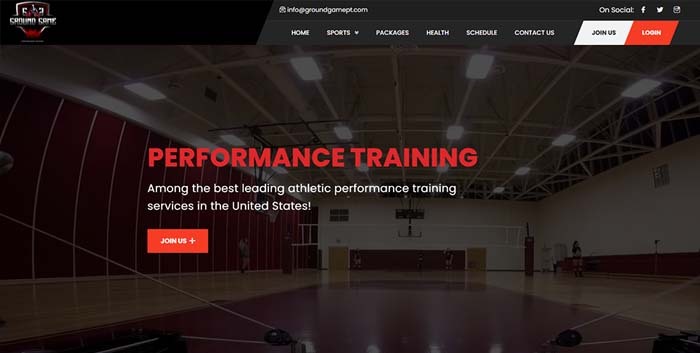 GROUND GAME
info@groundgamept.com
On Social:
HOME SPORTS PACKAGES HEALTH SCHEDULE CONTACT US JOIN US LOGIN
PERFORMANCE TRAINING
Among the best leading athletic performance training
services in the United States!
JOIN US +